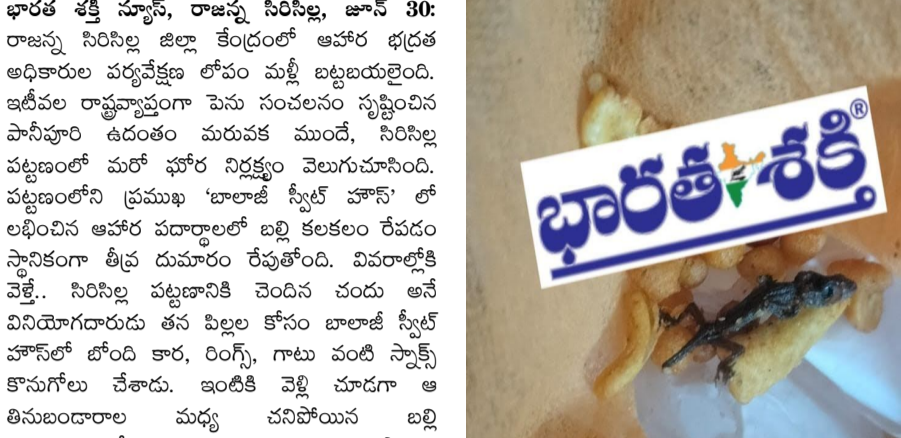 భారత శక్తి న్యూస్, రాజన్న సిరిసిల్ల, జూన్ 30:
రాజన్న సిరిసిల్ల జిల్లా కేంద్రంలో ఆహార భద్రత
అధికారుల పర్యవేక్షణ లోపం మళ్లీ బట్టబయలైంది.
ఇటీవల రాష్ట్రవ్యాప్తంగా పెను సంచలనం సృష్టించిన
పానీపూరి ఉదంతం మరువక ముందే, సిరిసిల్ల
పట్టణంలో మరో ఘోర నిర్లక్ష్యం వెలుగుచూసింది.
పట్టణంలోని ప్రముఖ ‘బాలాజీ స్వీట్ హౌస్’ లో
లభించిన ఆహార పదార్థాలలో బల్లి కలకలం రేపడం
స్థానికంగా తీవ్ర దుమారం రేపుతోంది. వివరాల్లోకి
వెళ్తే.. సిరిసిల్ల పట్టణానికి చెందిన చందు అనే
వినియోగదారుడు తన పిల్లల కోసం బాలాజీ స్వీట్
హౌస్‌లో బోంది కార, రింగ్స్, గాటు వంటి స్నాక్స్
కొనుగోలు చేశాడు. ఇంటికి వెళ్లి చూడగా ఆ
తినుబండారాల మధ్య చనిపోయిన బల్లి
భారత శక్తి®